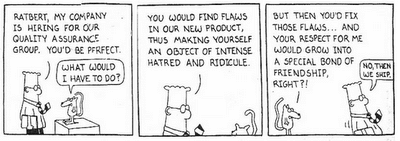 RATBERT, MY COMPANY
IS HIRING FOR OUR
QUALITY ASSURANCE
GROUP. YOU'D BE PERFECT.
WHAT WOULD
I HAVE TO DO?
YOU WOULD FIND FLAWS
IN OUR NEW PRODUCT,
THUS MAKING YOURSELF
AN OBJECT OF INTENSE
HATRED AND RIDICULE.
BUT THEN YOU'D FIX
THOSE FLAWS... AND
YOUR RESPECT FOR ME
WOULD GROW INTO
A SPECIAL BOND OF
FRIENDSHIP,
RIGHT?!
NO, THEN
WE SHIP.